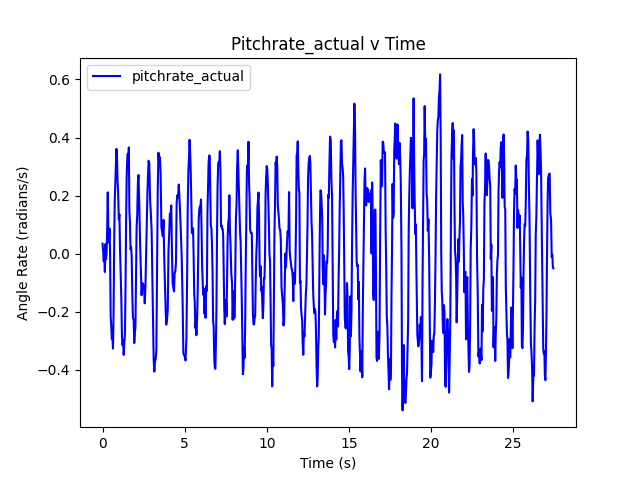 Pitchrate_actual v Time
pitchrate_actual
Angle Rate (radians/s)
0.6
0.4
0.2
0.0
−0.2
−0.4
0 5 10 15 20 25
Time (s)